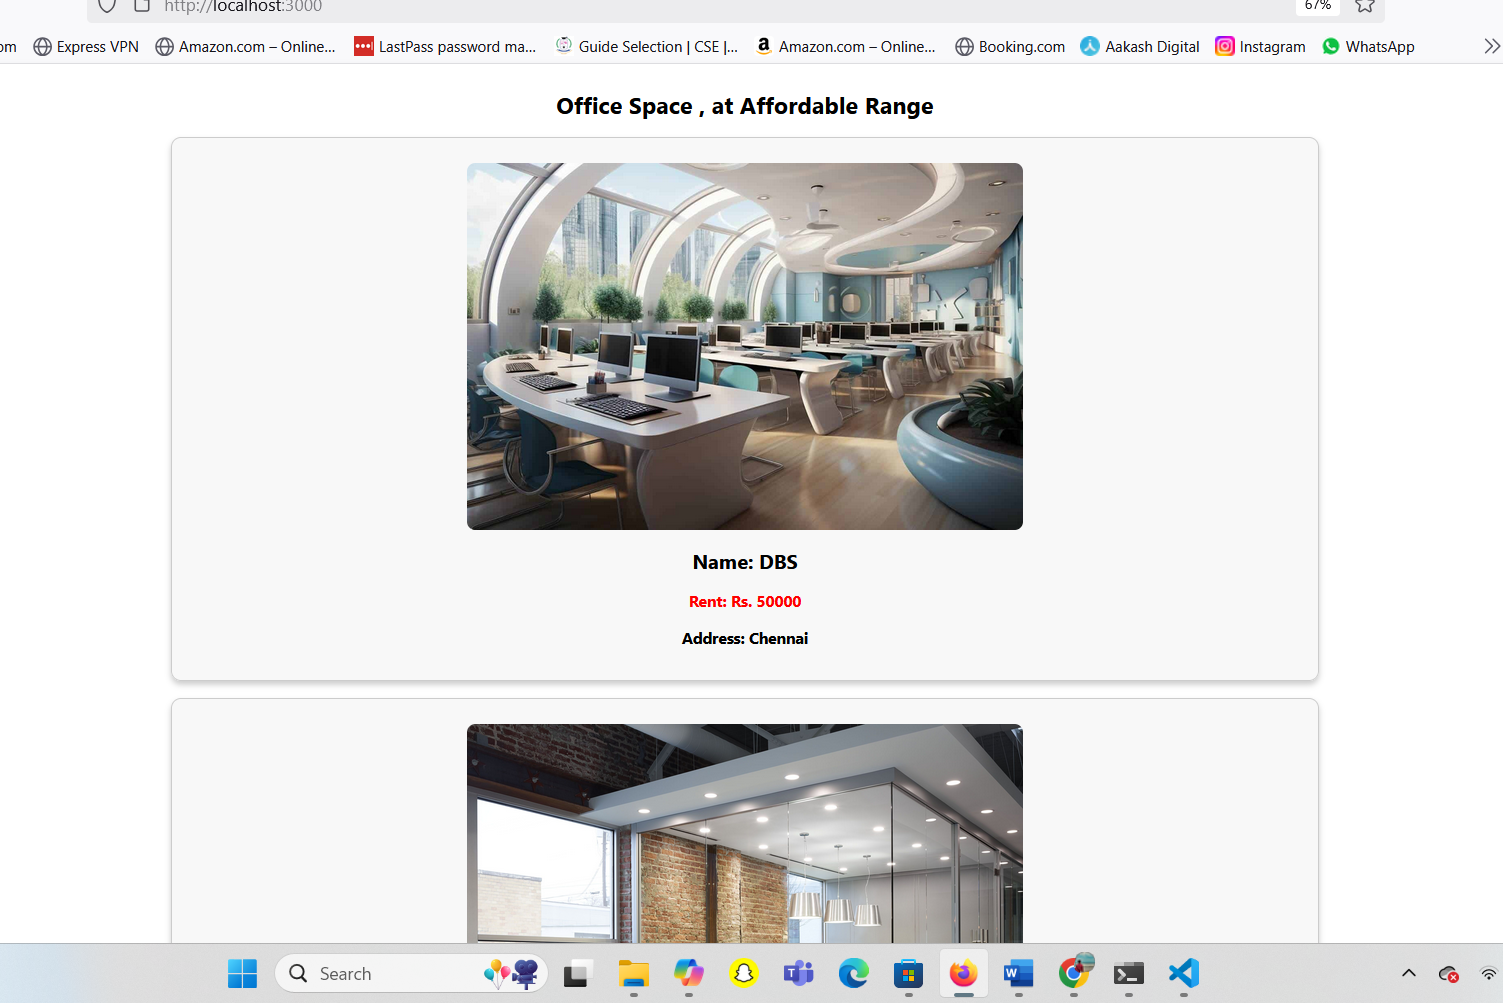 http://localhost:3000
67%
om
Express VPN
Amazon.com – Online...
LastPass password ma...
Guide Selection | CSE |...
Amazon.com – Online...
Booking.com
Aakash Digital
Instagram
WhatsApp
Office Space , at Affordable Range
Name: DBS
Rent: Rs. 50000
Address: Chennai
Search